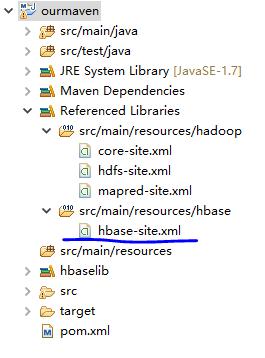 ourmaven
src/main/java
src/test/java
JRE System Library [JavaSE-1.7]
Maven Dependencies
Referenced Libraries
src/main/resources/hadoop
core-site.xml
hdfs-site.xml
mapred-site.xml
src/main/resources/hbase
hbase-site.xml
src/main/resources
hbaselib
src
target
pom.xml